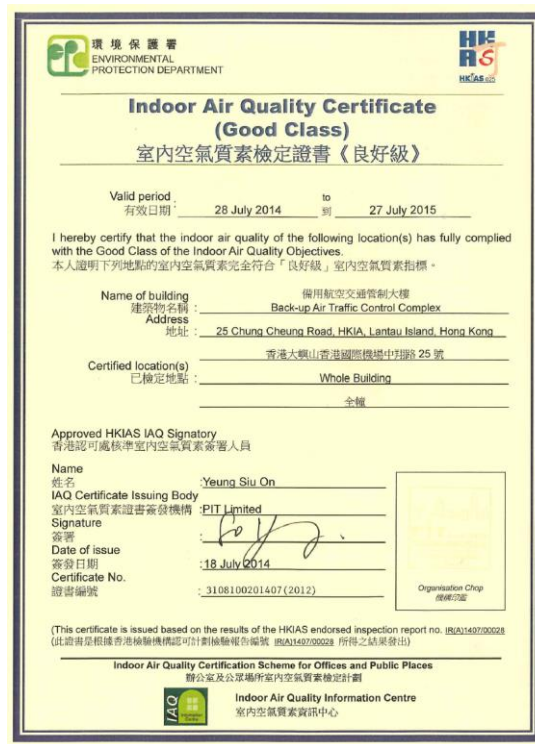 環境保護署
ENVIRONMENTAL
PROTECTION DEPARTMENT
HKAS
HKIAS 025
Indoor Air Quality Certificate
(Good Class)
室內空氣質素檢定證書《良好級》
Valid period
有效日期 : 28 July 2014 to 到 27 July 2015
I hereby certify that the indoor air quality of the following location(s) has fully complied
with the Good Class of the Indoor Air Quality Objectives.
本人證明下列地點的室內空氣質素完全符合「良好級」室內空氣質素指標。
Name of building 備用航空交通管制大樓
建築物名稱 : Back-up Air Traffic Control Complex
Address
地址 : 25 Chung Cheung Road, HKIA, Lantau Island, Hong Kong
香港大嶼山香港國際機場中翔路 25 號
Certified location(s)
已檢定地點 : Whole Building
全幢
Approved HKIAS IAQ Signatory
香港認可處核準室內空氣質素簽署人員
Name
姓名 :Yeung Siu On
IAQ Certificate Issuing Body
室內空氣質素證書簽發機構 :PIT Limited
Signature
簽署 :
Date of issue
簽發日期 :18 July 2014
Certificate No.
證書編號 : 3108100201407(2012)
Organisation Chop
機構印鑑
(This certificate is issued based on the results of the HKIAS endorsed inspection report no. IR(A)1407/00028
(此證書是根據香港檢驗機構認可計劃檢驗報告編號 IR(A)1407/00028 所得之結果發出)
Indoor Air Quality Certification Scheme for Offices and Public Places
辦公室及公眾場所室內空氣質素檢定計劃
IAQ
Information
Centre
Indoor Air Quality Information Centre
室內空氣質素資訊中心